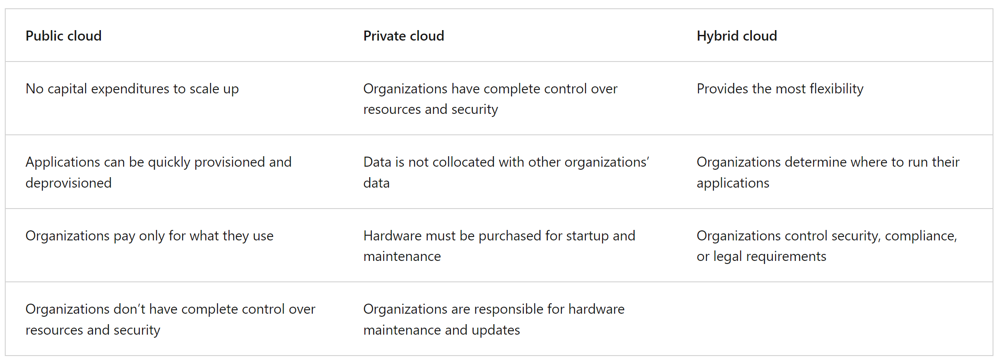 Public cloud
Private cloud
Hybrid cloud
No capital expenditures to scale up
Organizations have complete control over
resources and security
Provides the most flexibility
Applications can be quickly provisioned and
deprovisioned
Data is not collocated with other organizations’
data
Organizations determine where to run their
applications
Organizations pay only for what they use
Hardware must be purchased for startup and
maintenance
Organizations control security, compliance,
or legal requirements
Organizations don’t have complete control over
resources and security
Organizations are responsible for hardware
maintenance and updates